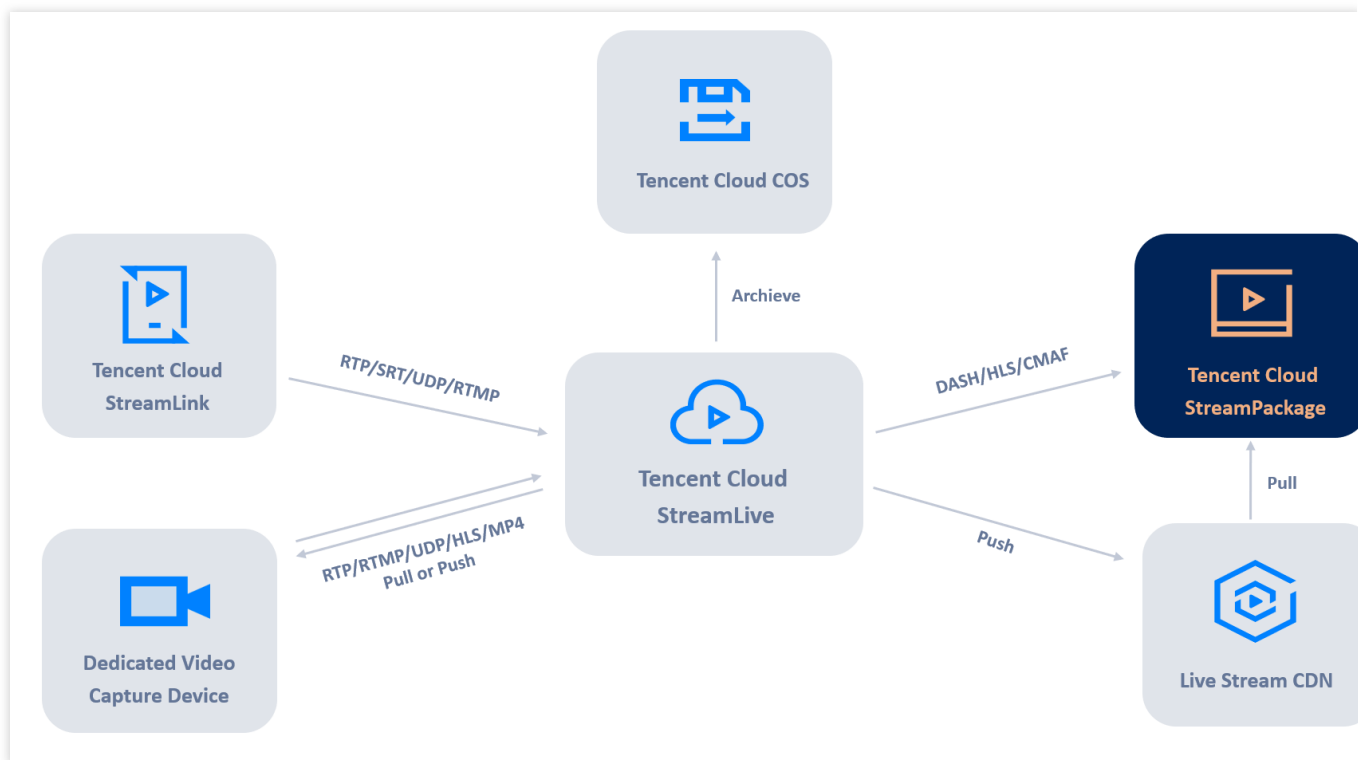 Tencent Cloud COS
Archieve
Tencent Cloud
StreamLink
RTP/SRT/UDP/RTMP
DASH/HLS/CMAF
Tencent Cloud
StreamPackage
Tencent Cloud
StreamLive
RTP/RTMP/UDP/HLS/MP4
Pull or Push
Push
Pull
Dedicated Video
Capture Device
Live Stream CDN